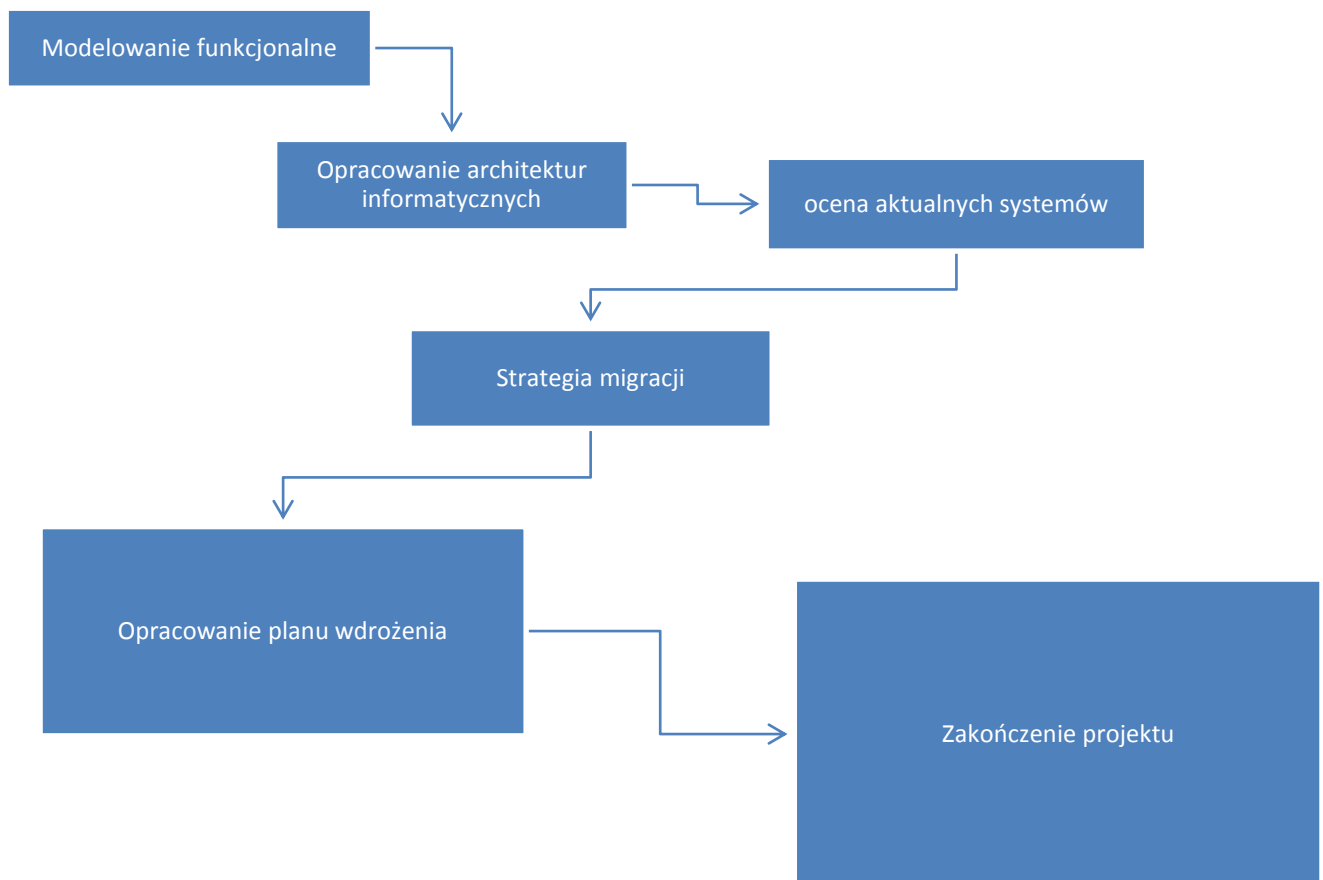 Modelowanie funkcjonalne
Opracowanie architektur
informatycznych
ocena aktualnych systemów
Strategia migracji
Opracowanie planu wdrożenia
Zakończenie projektu